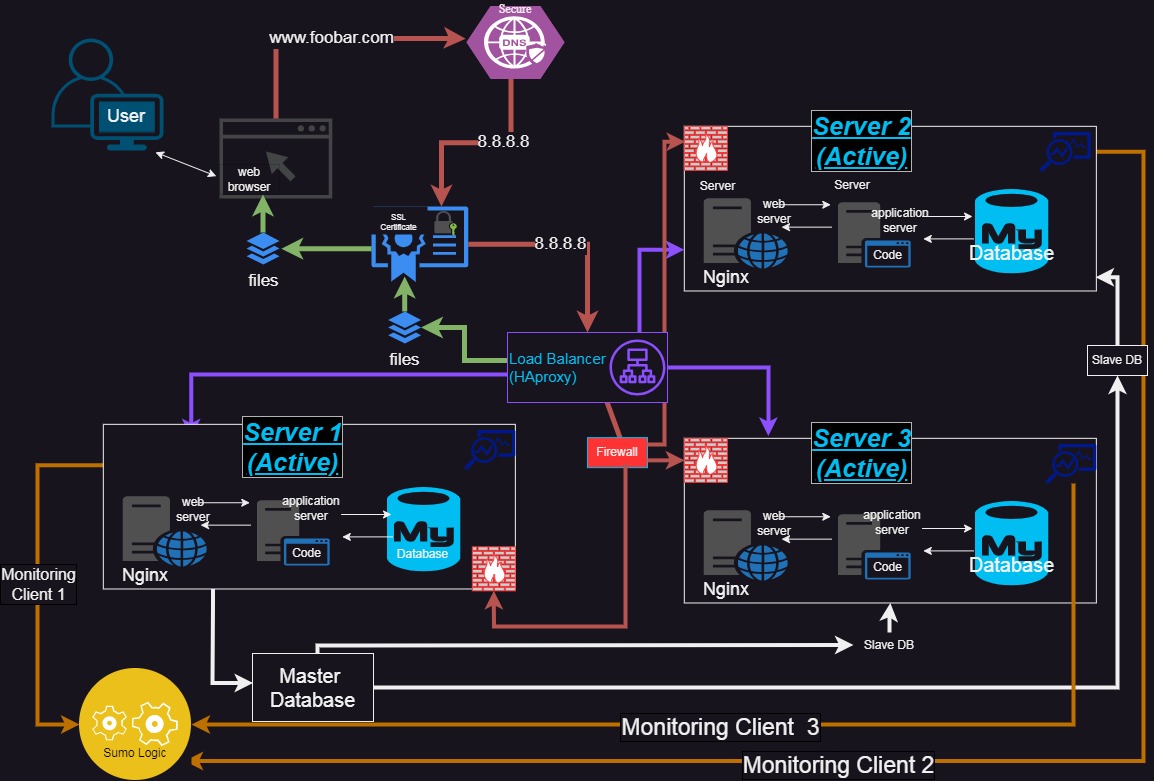 Secure
DNS
www.foobar.com
User
web
browser
8.8.8.8
SSL
Certificate
8.8.8.8
files
files
Load Balancer
(HAproxy)
Firewall
Server 2
(Active)
Server
Server
web
server
application
server
Code
My
Database
Nginx
Slave DB
Server 1
(Active)
web
server
application
server
Code
My
Database
Nginx
Server 3
(Active)
web
server
application
server
Code
My
Database
Nginx
Monitoring
Client 1
Slave DB
Master
Database
Sumo Logic
Monitoring Client  3
Monitoring Client 2